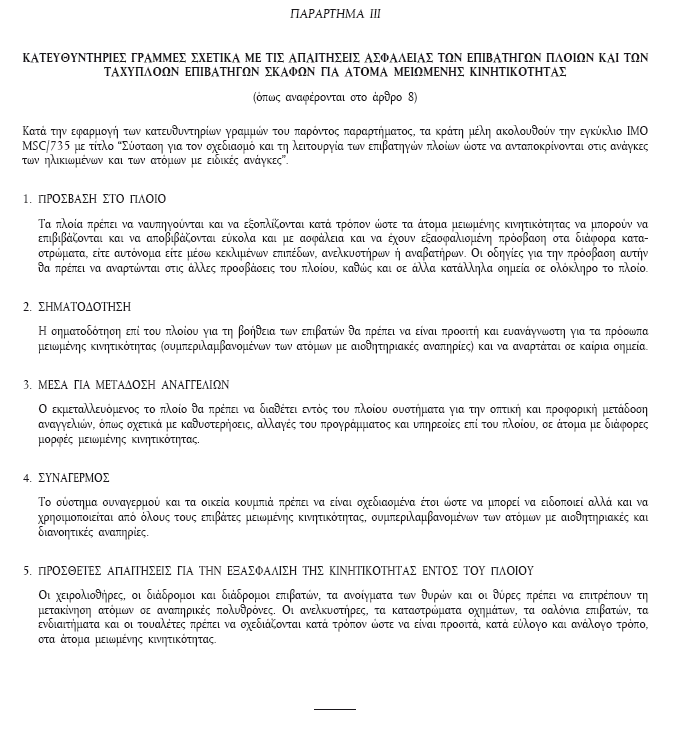 ΠΑΡΑΡΤΗΜΑ III
ΚΑΤΕΥΘΥΝΤΗΡΙΕΣ ΓΡΑΜΜΕΣ ΣΧΕΤΙΚΑ ΜΕ ΤΙΣ ΑΠΑΙΤΗΣΕΙΣ ΑΣΦΑΛΕΙΑΣ ΤΩΝ ΕΠΙΒΑΤΗΓΩΝ ΠΛΟΙΩΝ ΚΑΙ ΤΩΝ
ΤΑΧΥΠΛΟΩΝ ΕΠΙΒΑΤΗΓΩΝ ΣΚΑΦΩΝ ΓΙΑ ΑΤΟΜΑ ΜΕΙΩΜΕΝΗΣ ΚΙΝΗΤΙΚΟΤΗΤΑΣ
(όπως αναφέρονται στο άρθρο 8)
Κατά την εφαρμογή των κατευθυντηρίων γραμμών του παρόντος παραρτήματος, τα κράτη μέλη ακολουθούν την εγκύκλιο IMO
MSC/735 με τίτλο “Σύσταση για τον σχεδιασμό και τη λειτουργία των επιβατηγών πλοίων ώστε να ανταποκρίνονται στις ανάγκες
των ηλικιωμένων και των ατόμων με ειδικές ανάγκες”.
1. ΠΡΟΣΒΑΣΗ ΣΤΟ ΠΛΟΙΟ
Τα πλοία πρέπει να ναυπηγούνται και να εξοπλίζονται κατά τρόπον ώστε τα άτομα μειωμένης κινητικότητας να μπορούν να
επιβιβάζονται και να αποβιβάζονται εύκολα και με ασφάλεια και να έχουν εξασφαλισμένη πρόσβαση στα διάφορα κατα-
στρώματα, είτε αυτόνομα είτε μέσω κεκλιμένων επιπέδων, ανελκυστήρων ή αναβατήρων. Οι οδηγίες για την πρόσβαση αυτήν
θα πρέπει να αναρτώνται στις άλλες προσβάσεις του πλοίου, καθώς και σε άλλα κατάλληλα σημεία σε ολόκληρο το πλοίο.
2. ΣΗΜΑΤΟΔΟΤΗΣΗ
Η σηματοδότηση επί του πλοίου για τη βοήθεια των επιβατών θα πρέπει να είναι προσιτή και ευανάγνωστη για τα πρόσωπα
μειωμένης κινητικότητας (συμπεριλαμβανομένων των ατόμων με αισθητηριακές αναπηρίες) και να αναρτάται σε καίρια σημεία.
3. ΜΕΣΑ ΓΙΑ ΜΕΤΑΔΟΣΗ ΑΝΑΓΓΕΛΙΩΝ
Ο εκμεταλλευόμενος το πλοίο θα πρέπει να διαθέτει εντός του πλοίου συστήματα για την οπτική και προφορική μετάδοση
αναγγελιών, όπως σχετικά με καθυστερήσεις, αλλαγές του προγράμματος και υπηρεσίες επί του πλοίου, σε άτομα με διάφορες
μορφές μειωμένης κινητικότητας.
4. ΣΥΝΑΓΕΡΜΟΣ
Το σύστημα συναγερμού και τα οικεία κουμπιά πρέπει να είναι σχεδιασμένα έτσι ώστε να μπορεί να ειδοποιεί αλλά και να
χρησιμοποιείται από όλους τους επιβάτες μειωμένης κινητικότητας, συμπεριλαμβανομένων των ατόμων με αισθητηριακές και
διανοητικές αναπηρίες.
5. ΠΡΟΣΘΕΤΕΣ ΑΠΑΙΤΗΣΕΙΣ ΓΙΑ ΤΗΝ ΕΞΑΣΦΑΛΙΣΗ ΤΗΣ ΚΙΝΗΤΙΚΟΤΗΤΑΣ ΕΝΤΟΣ ΤΟΥ ΠΛΟΙΟΥ
Οι χειρολισθήρες, οι διάδρομοι και διάδρομοι επιβατών, τα ανοίγματα των θυρών και οι θύρες πρέπει να επιτρέπουν τη
μετακίνηση ατόμων σε αναπηρικές πολυθρόνες. Οι ανελκυστήρες, τα καταστρώματα οχημάτων, τα σαλόνια επιβατών, τα
ενδιαιτήματα και οι τουαλέτες πρέπει να σχεδιάζονται κατά τρόπον ώστε να είναι προσιτά, κατά εύλογο και ανάλογο τρόπο,
στα άτομα μειωμένης κινητικότητας.